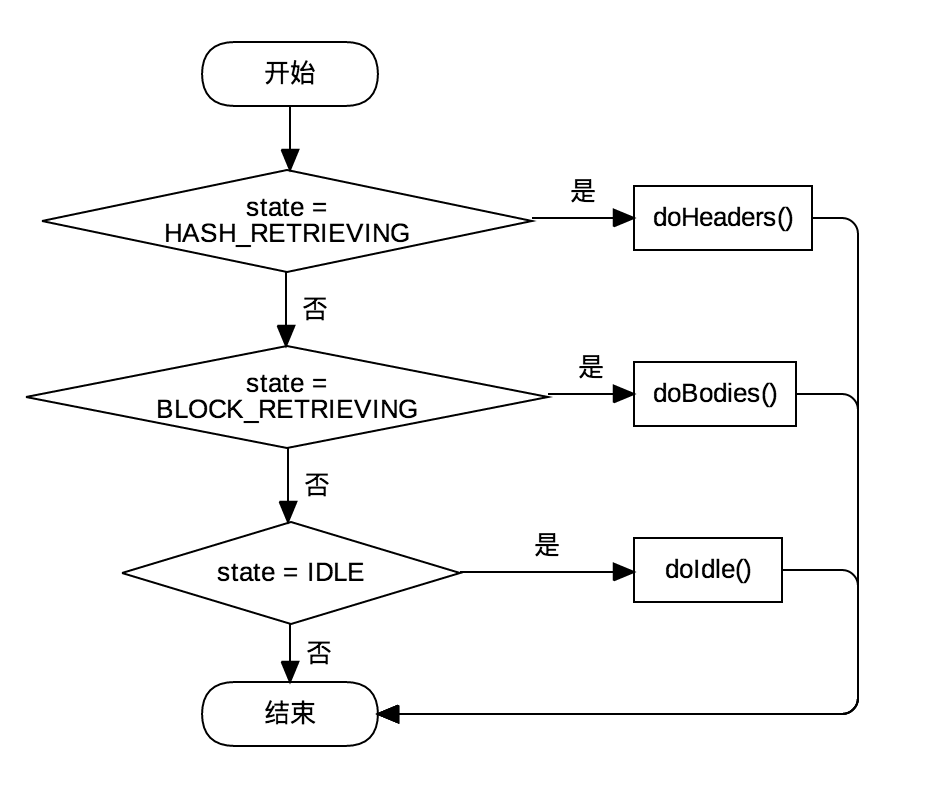 开始
state =
HASH_RETRIEVING
是
doHeaders()
否
state =
BLOCK_RETRIEVING
是
doBodies()
否
state = IDLE
是
doIdle()
否
结束